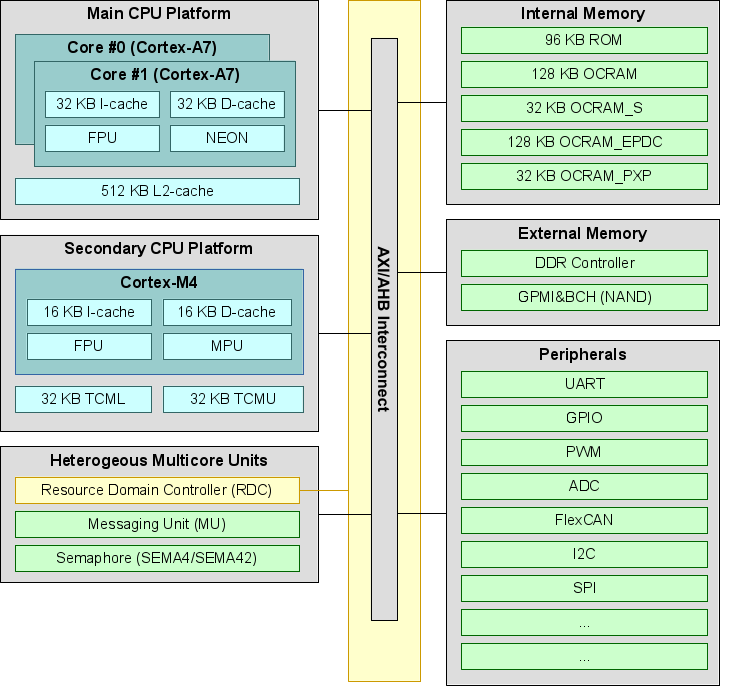 Main CPU Platform
Core #0 (Cortex-A7)
Core #1 (Cortex-A7)
32 KB I-cache
32 KB D-cache
FPU
NEON
512 KB L2-cache
Secondary CPU Platform
Cortex-M4
16 KB I-cache
16 KB D-cache
FPU
MPU
32 KB TCML
32 KB TCMU
Heterogeous Multicore Units
Resource Domain Controller (RDC)
Messaging Unit (MU)
Semaphore (SEMA4/SEMA42)
AXI/AHB Interconnect
Internal Memory
96 KB ROM
128 KB OCRAM
32 KB OCRAM_S
128 KB OCRAM_EPDC
32 KB OCRAM_PXP
External Memory
DDR Controller
GPMI&BCH (NAND)
Peripherals
UART
GPIO
PWM
ADC
FlexCAN
I2C
SPI
...
...